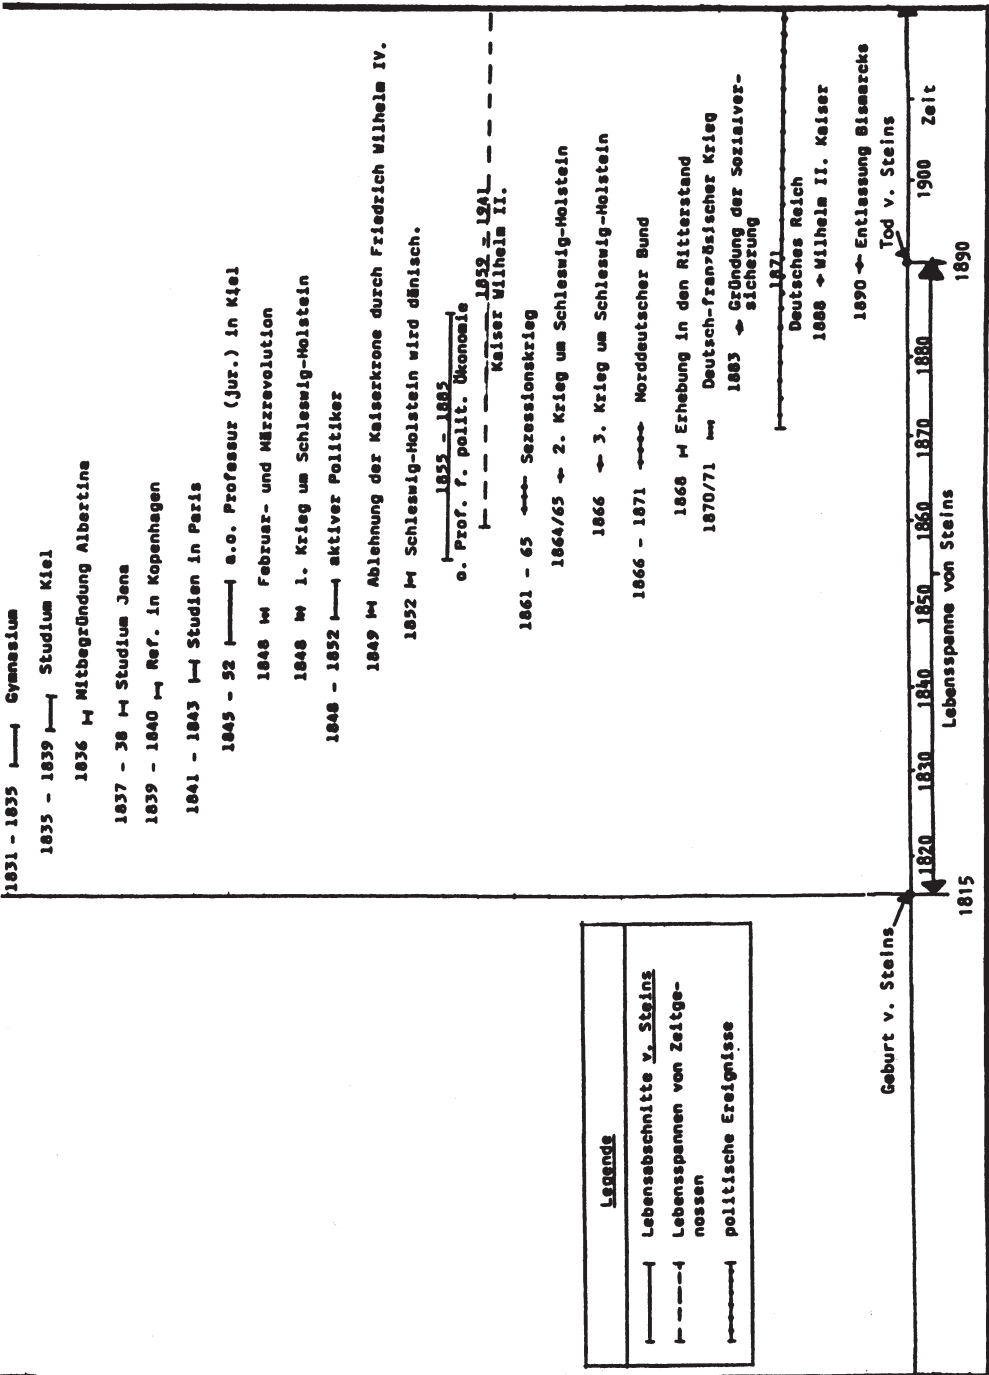 1831 - 1835 Gymnasium
1835 - 1839 Studium Kiel
1836 Mitbegründung Albertina
1837 - 38 Studium Jena
1839 - 1840 Ref. in Kopenhagen
1841 - 1843 Studien in Paris
1845 - 52 a.o. Professur (jur.) in Kiel
1848 Februar- und Märzrevolution
1848 1. Krieg um Schleswig-Holstein
1848 - 1852 aktiver Politiker
1849 Ablehnung der Kaiserkrone durch Friedrich Wilhelm IV.
1852 Schleswig-Holstein wird dänisch.
1855 - 1885
o. Prof. f. polit. Ökonomie
1859 - 1941
Kaiser Wilhelm II.
1861 - 65 Sezessionskrieg
1864/65 2. Krieg um Schleswig-Holstein
1866 3. Krieg um Schleswig-Holstein
1866 - 1871 Norddeutscher Bund
1868 Erhebung in den Ritterstand
1870/71 Deutsch-französischer Krieg
1883 Gründung der Sozialver-
sicherung
1871
Deutsches Reich
1888 Wilhelm II. Kaiser
1890 Entlassung Bismarcks
Legende
Lebensabschnitte v. Steins
Lebensspannen von Zeitge-
nossen
politische Ereignisse
Geburt v. Steins
Tod v. Steins
1820 1830 1840 1850 1860 1870 1880 1900 Zeit
Lebensspanne von Steins
1815 1890